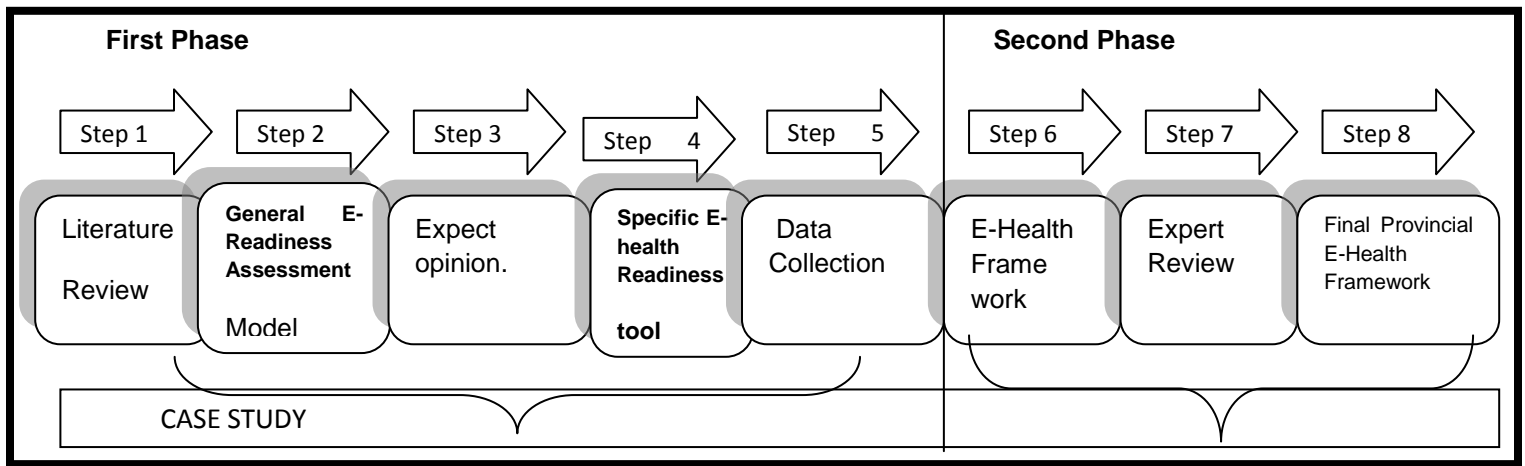 First Phase
Second Phase
Step 1
Step 2
Step 3
Step 4
Step 5
Step 6
Step 7
Step 8
Literature
Review
General E-
Readiness
Assessment
Model
Expect
opinion.
Specific E-
health
Readiness
tool
Data
Collection
E-Health
Frame
work
Expert
Review
Final Provincial
E-Health
Framework
CASE STUDY